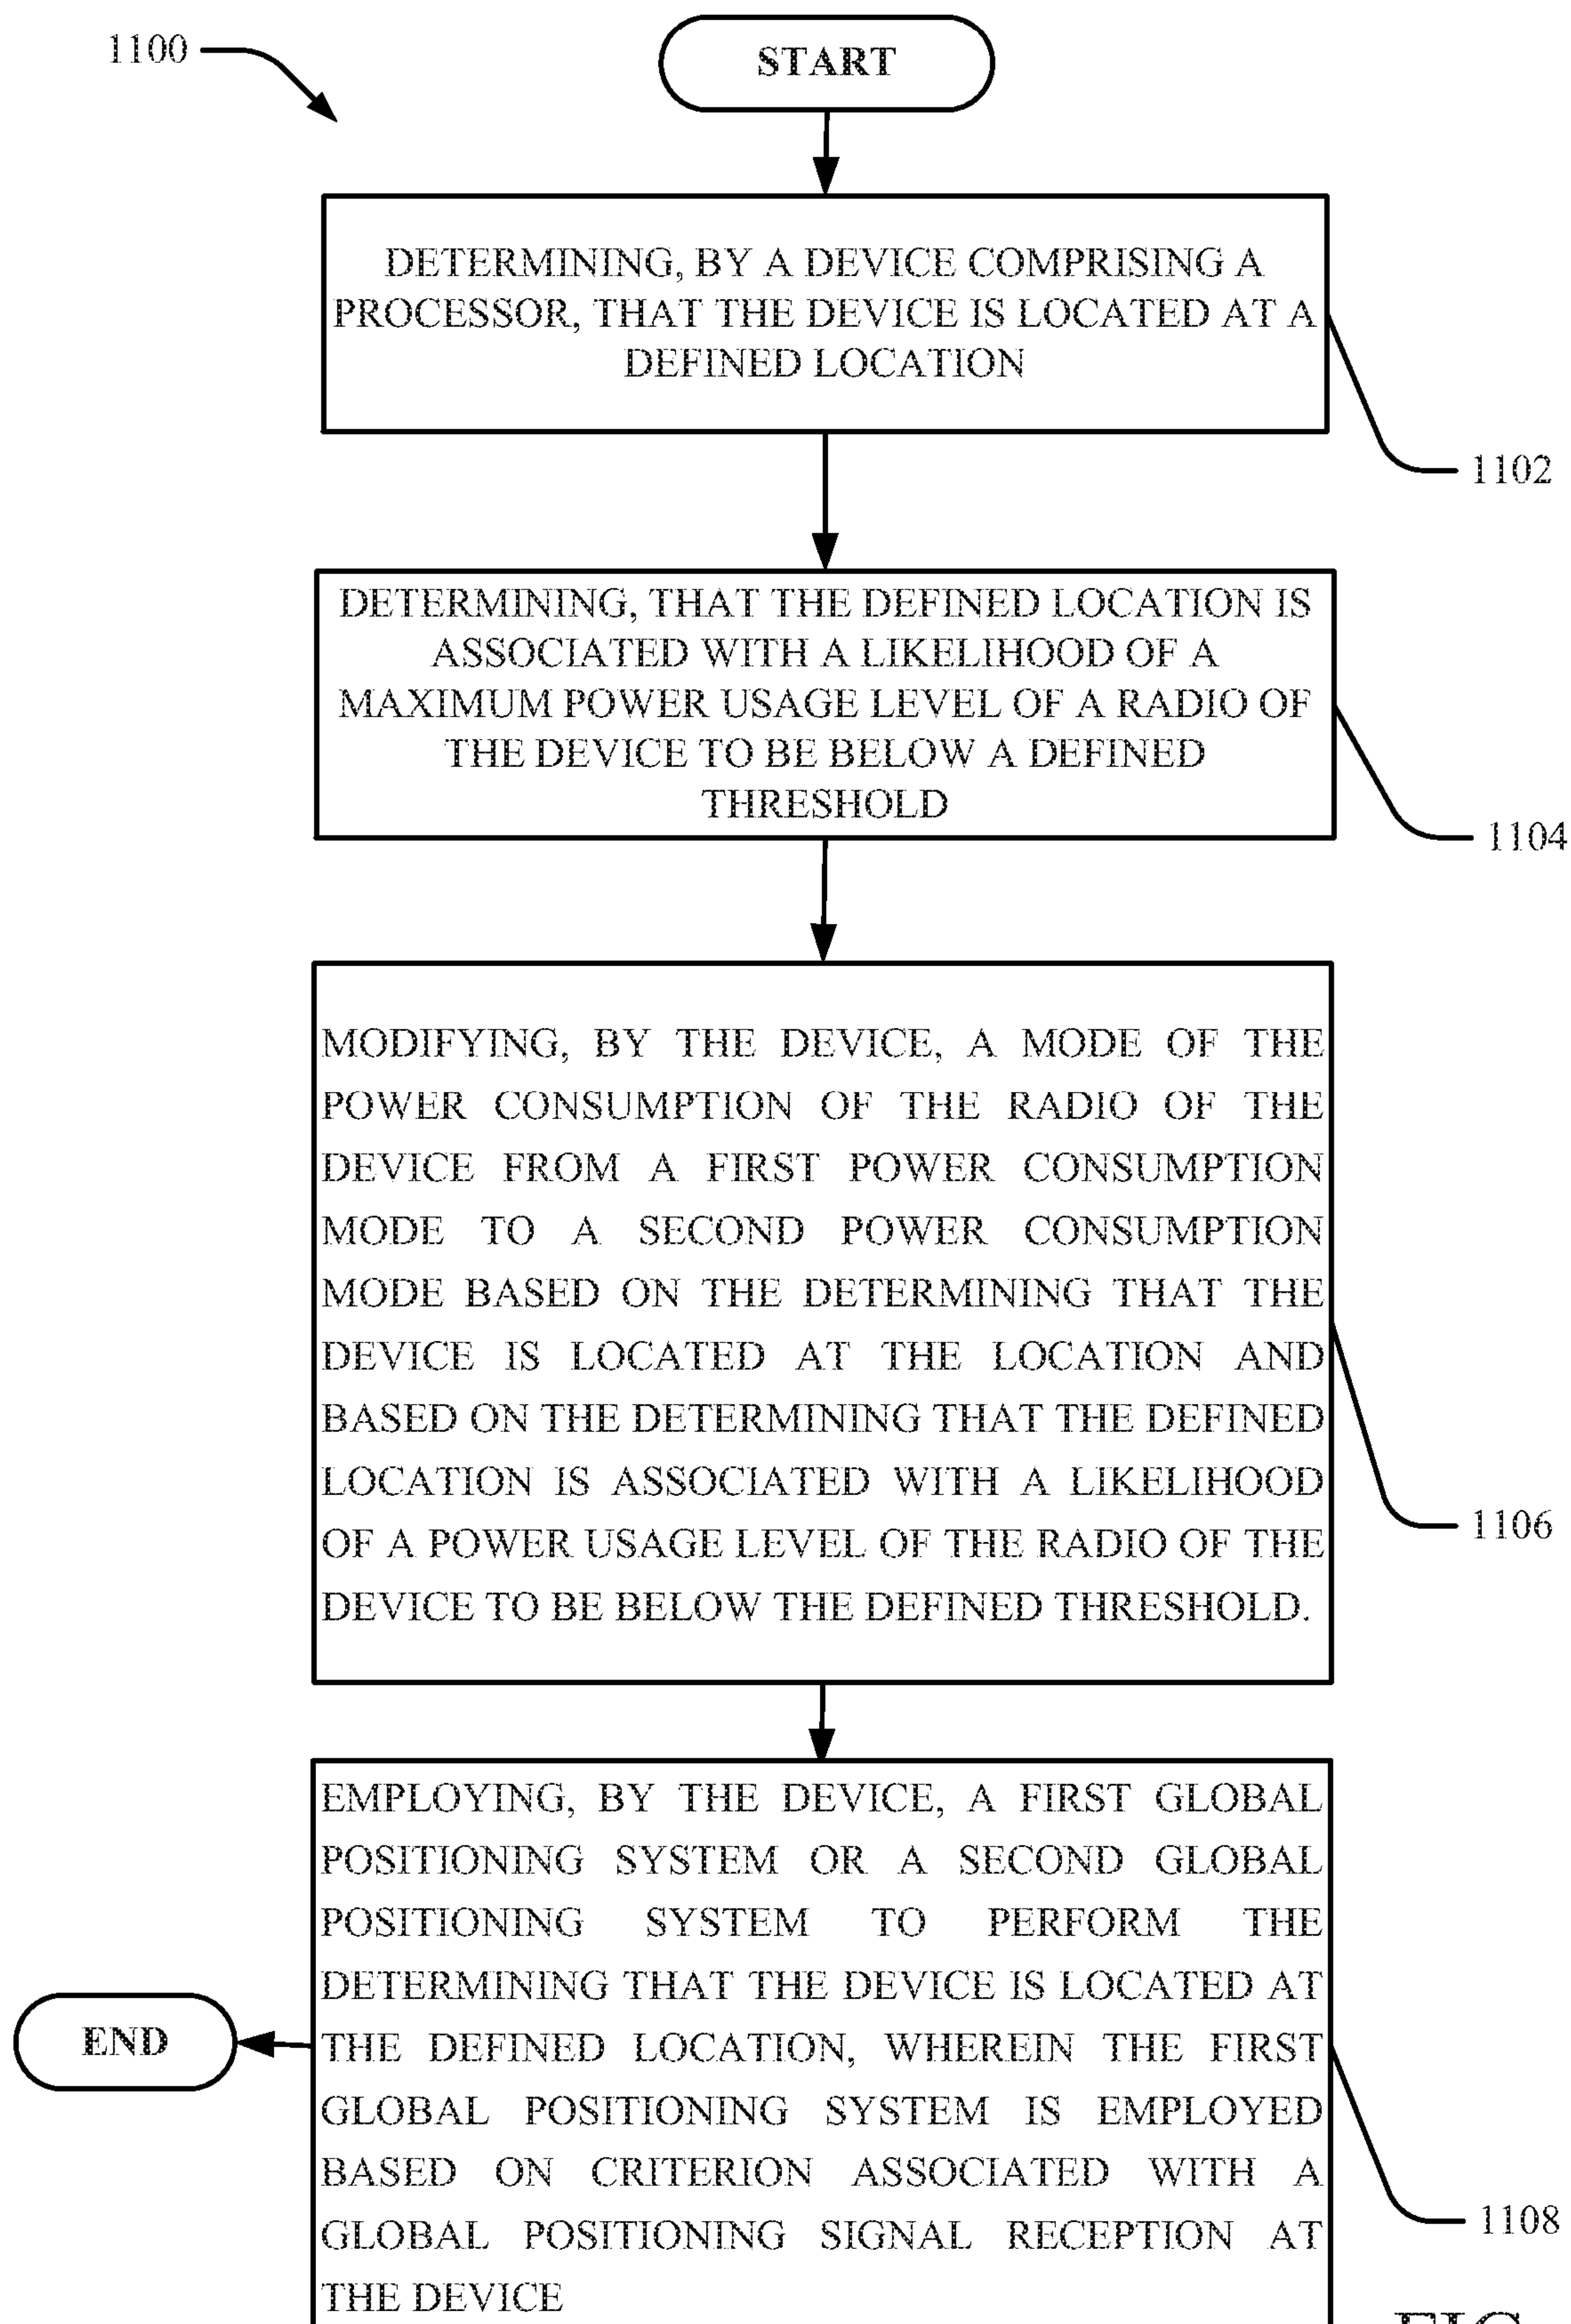 1100
START
DETERMINING, BY A DEVICE COMPRISING A
PROCESSOR, THAT THE DEVICE IS LOCATED AT A
DEFINED LOCATION
1102
DETERMINING, THAT THE DEFINED LOCATION IS
ASSOCIATED WITH A LIKELIHOOD OF A
MAXIMUM POWER USAGE LEVEL OF A RADIO OF
THE DEVICE TO BE BELOW A DEFINED
THRESHOLD
1104
MODIFYING, BY THE DEVICE, A MODE OF THE
POWER CONSUMPTION OF THE RADIO OF THE
DEVICE FROM A FIRST POWER CONSUMPTION
MODE TO A SECOND POWER CONSUMPTION
MODE BASED ON THE DETERMINING THAT THE
DEVICE IS LOCATED AT THE LOCATION AND
BASED ON THE DETERMINING THAT THE DEFINED
LOCATION IS ASSOCIATED WITH A LIKELIHOOD
OF A POWER USAGE LEVEL OF THE RADIO OF THE
DEVICE TO BE BELOW THE DEFINED THRESHOLD.
1106
EMPLOYING, BY THE DEVICE, A FIRST GLOBAL
POSITIONING SYSTEM OR A SECOND GLOBAL
POSITIONING SYSTEM TO PERFORM THE
DETERMINING THAT THE DEVICE IS LOCATED AT
THE DEFINED LOCATION, WHEREIN THE FIRST
GLOBAL POSITIONING SYSTEM IS EMPLOYED
BASED ON CRITERION ASSOCIATED WITH A
GLOBAL POSITIONING SIGNAL RECEPTION AT
THE DEVICE
1108
END